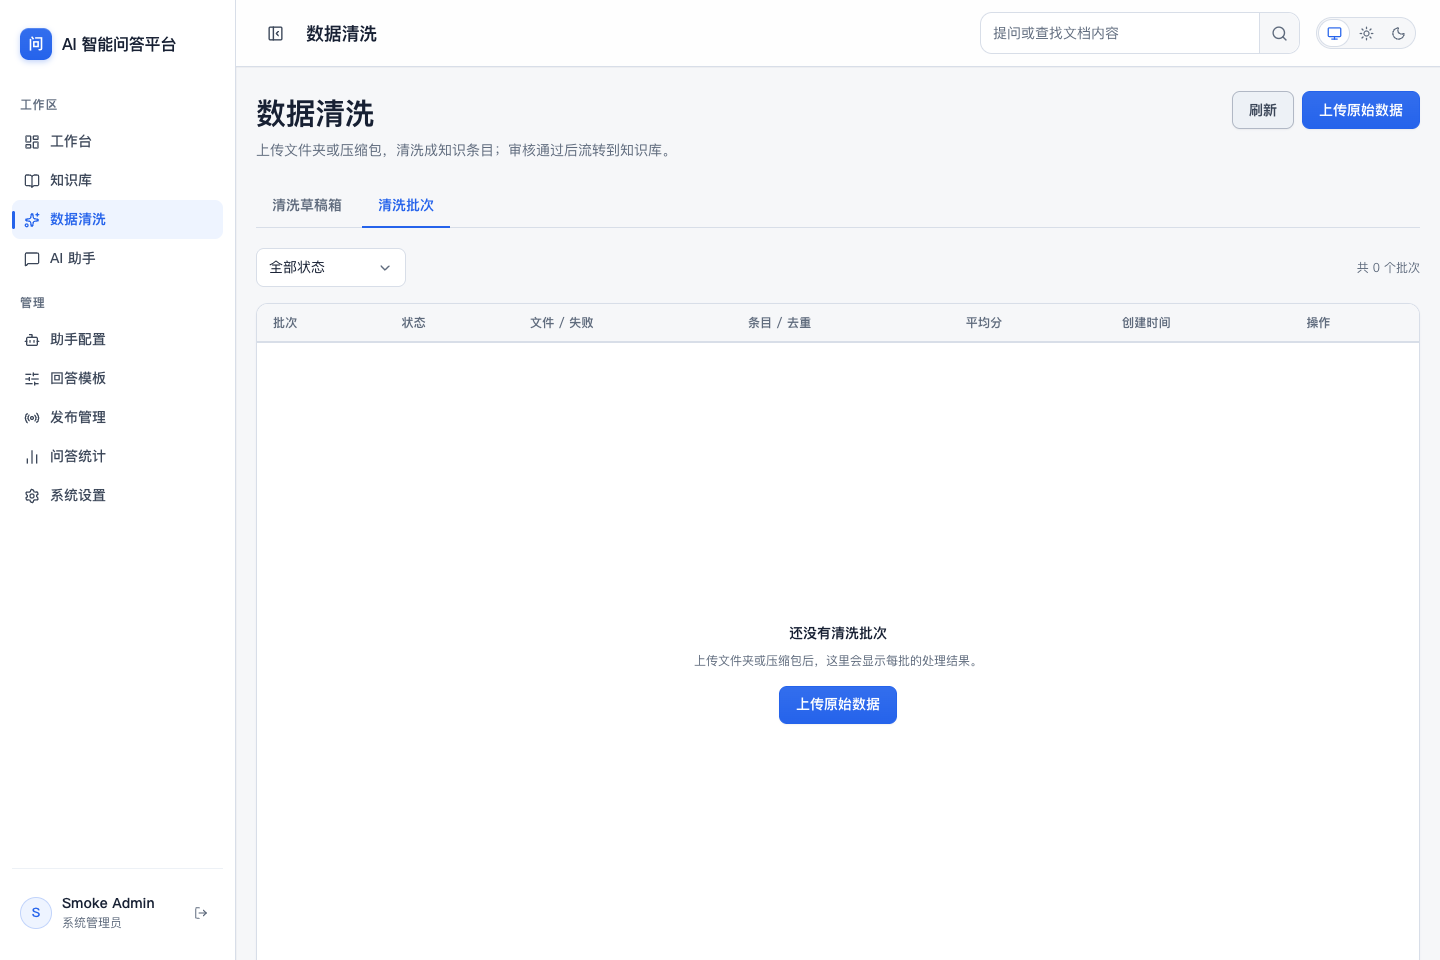 问 AI 智能问答平台
数据清洗
提问或查找文档内容
工作区
工作台
知识库
数据清洗
AI 助手
管理
助手配置
回答模板
发布管理
问答统计
系统设置
数据清洗
刷新
上传原始数据
上传文件夹或压缩包，清洗成知识条目；审核通过后流转到知识库。
清洗草稿箱
清洗批次
全部状态
共 0 个批次
批次 状态 文件 / 失败 条目 / 去重 平均分 创建时间 操作
还没有清洗批次
上传文件夹或压缩包后，这里会显示每批的处理结果。
上传原始数据
S
Smoke Admin
系统管理员